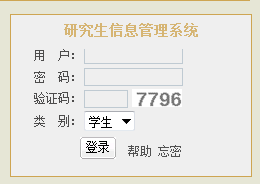 研究生信息管理系统
用 户：
密 码：
验证码： 7796
类 别： 学生
登录 帮助 忘密